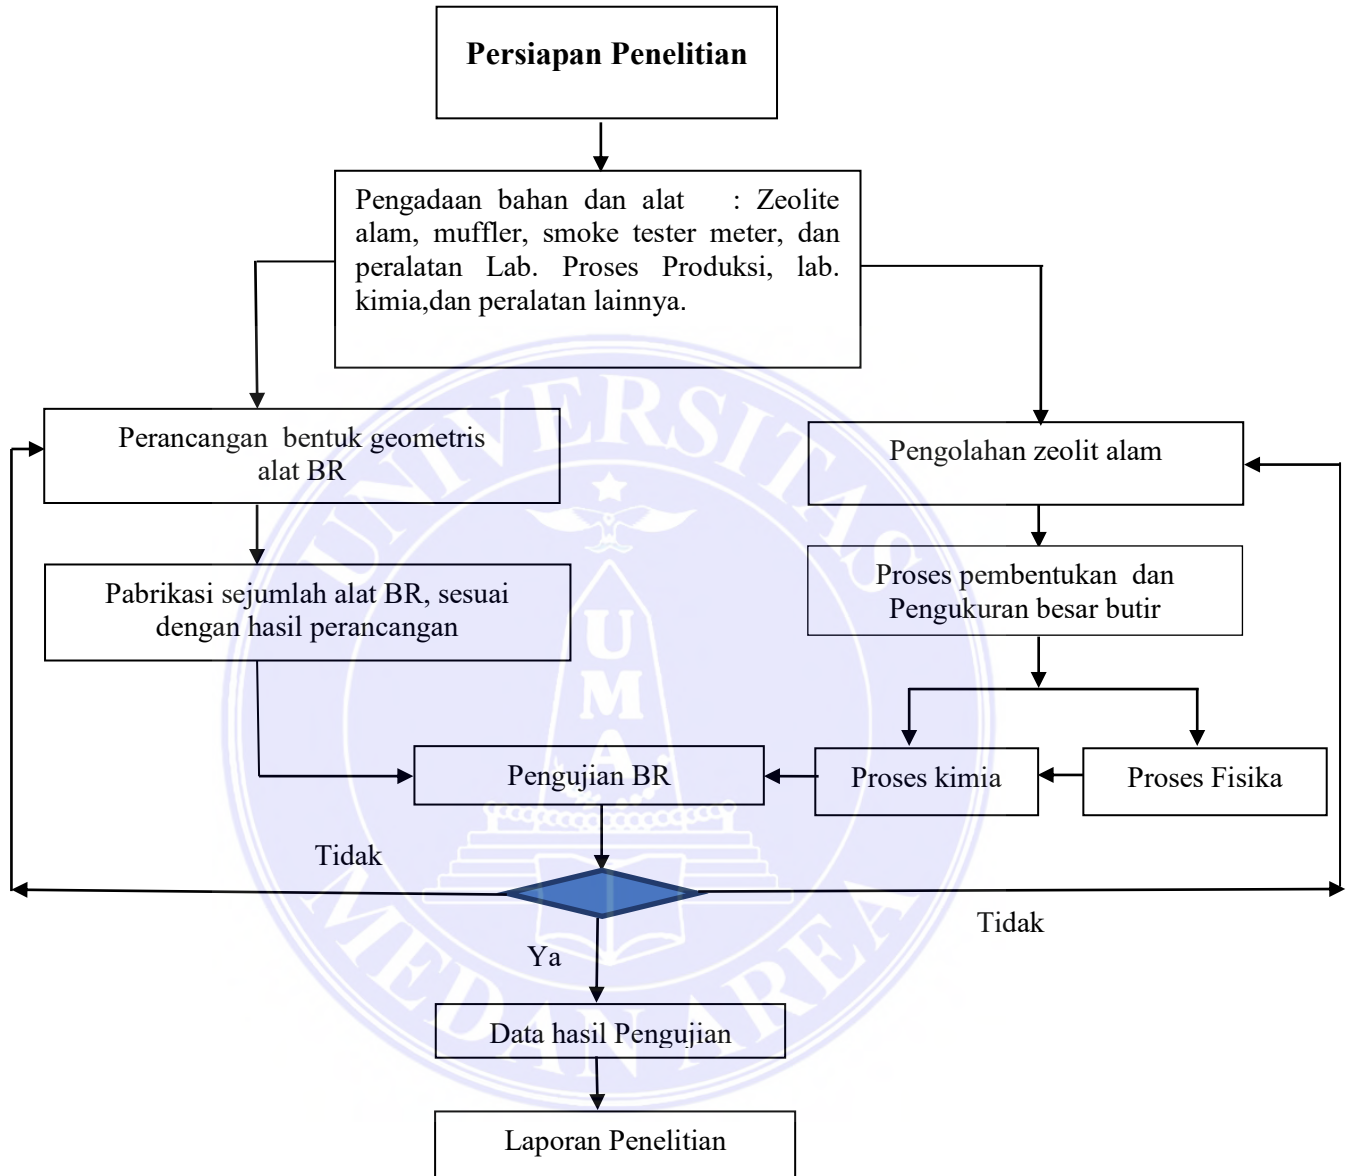 Persiapan Penelitian
Pengadaan bahan dan alat : Zeolite
alam, muffler, smoke tester meter, dan
peralatan Lab. Proses Produksi, lab.
kimia,dan peralatan lainnya.
Perancangan bentuk geometris
alat BR
Pengolahan zeolit alam
Pabrikasi sejumlah alat BR, sesuai
dengan hasil perancangan
Proses pembentukan dan
Pengukuran besar butir
Pengujian BR
Proses kimia
Proses Fisika
Tidak
Tidak
Ya
Data hasil Pengujian
Laporan Penelitian
UNIVERSITAS
MEDAN AREA
U
M
A